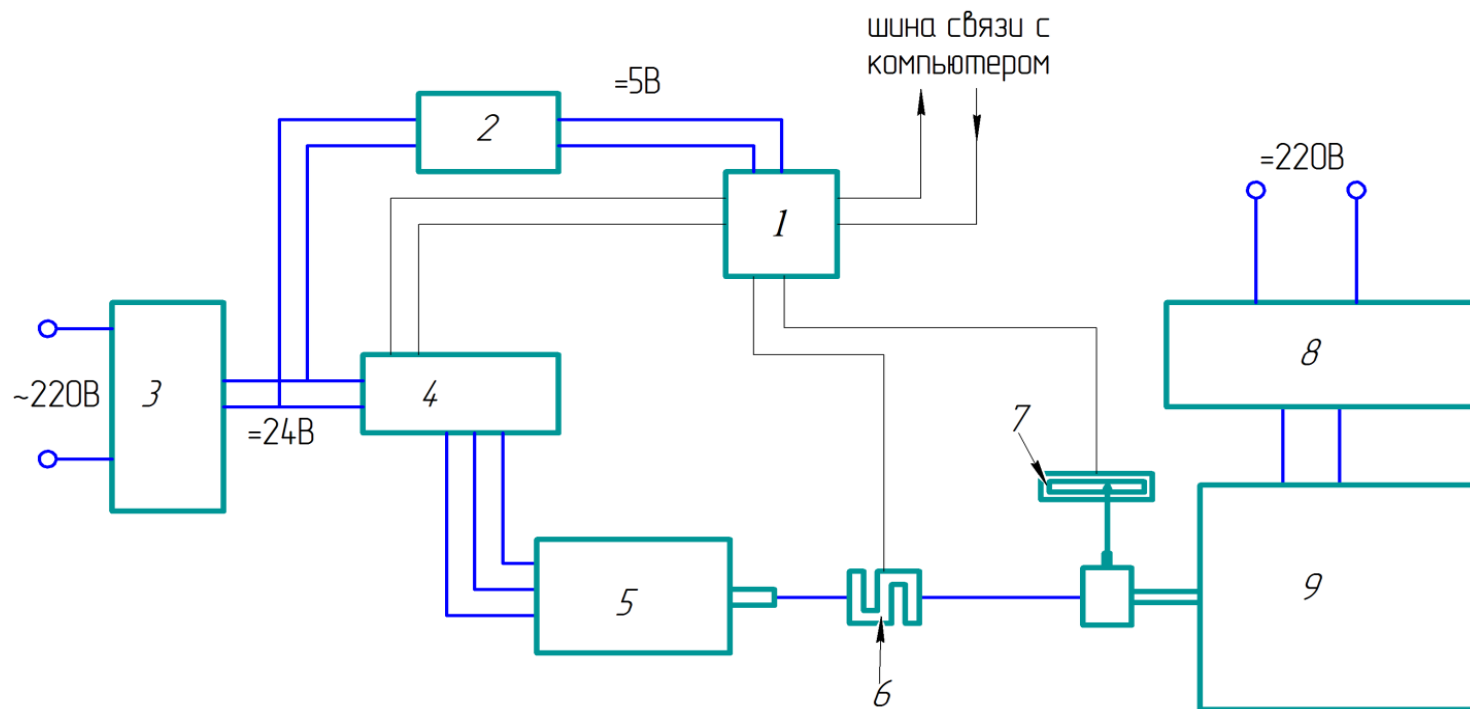 шина связи с
компьютером
=5В
2
1
=220В
3
~220В
=24В
4
8
7
5
6
9